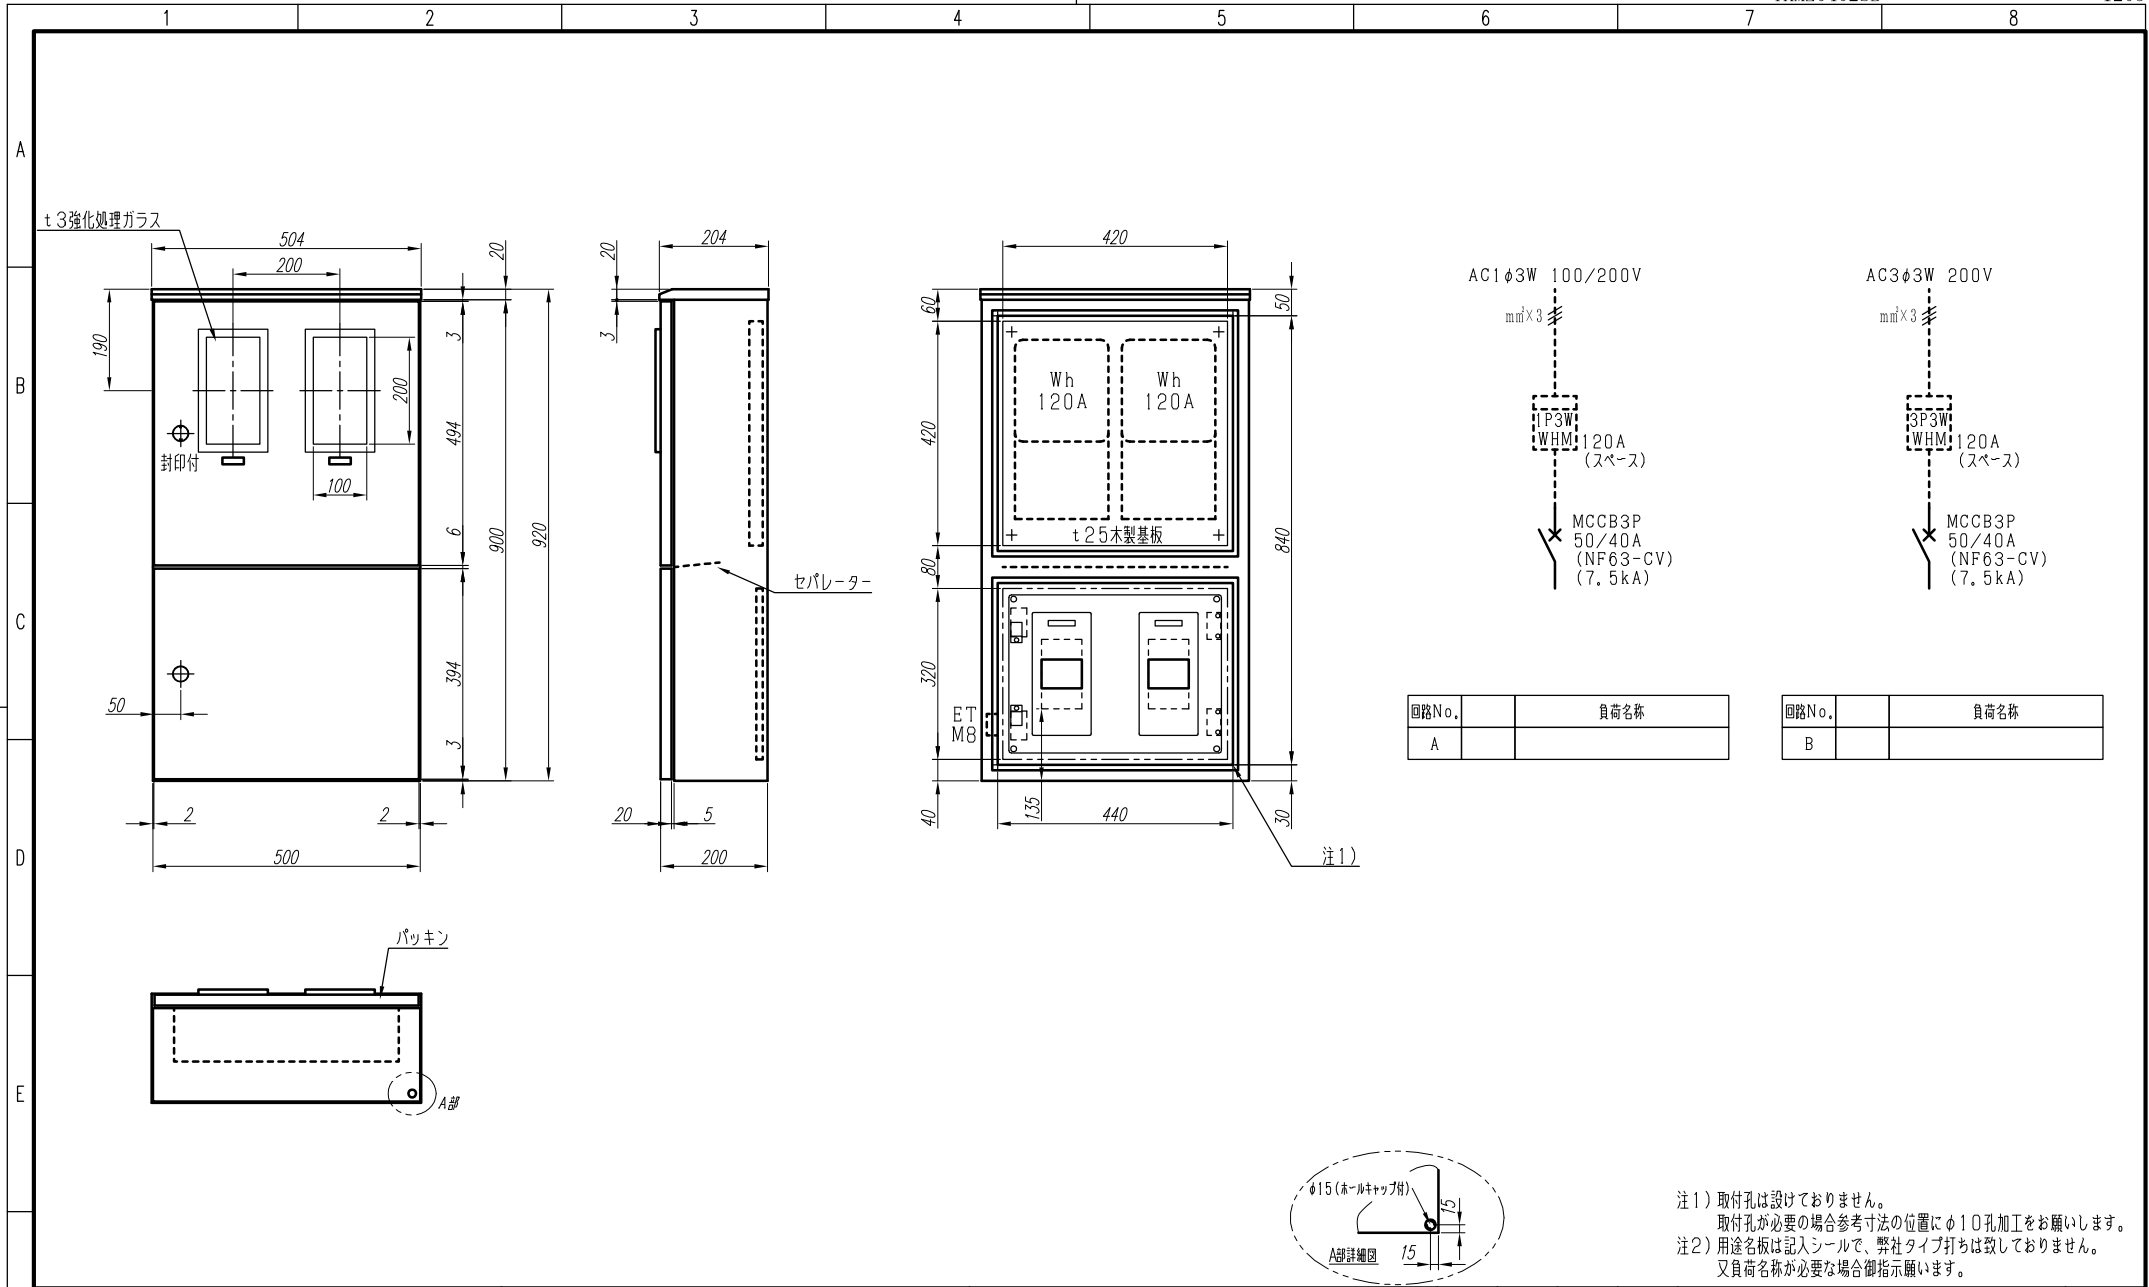 1 2 3 4 5 6 7 8
A
B
C
D
E
t3強化処理ガラス
504
200
20
190
3
200
494
封印付
100
6
900
920
50
394
3
2
2
500
20
204
3
セパレーター
20
5
200
420
60
50
Wh
120A
Wh
120A
420
t25木製基板
840
80
320
ET
M8
135
40
440
30
注1)
AC1φ3W 100/200V
mm²×3
1P3W
WHM
120A
(スペース)
MCCB3P
50/40A
(NF63-CV)
(7.5kA)
AC3φ3W 200V
mm²×3
3P3W
WHM
120A
(スペース)
MCCB3P
50/40A
(NF63-CV)
(7.5kA)
回路No. 負荷名称
A
回路No. 負荷名称
B
パッキン
A部
φ15(ホールキャップ付)
15
A部詳細図
15
注1)取付孔は設けておりません。
取付孔が必要の場合参考寸法の位置にφ10孔加工をお願いします。
注2)用途名板は記入シールで、弊社タイプ打ちは致しておりません。
又負荷名称が必要な場合御指示願います。